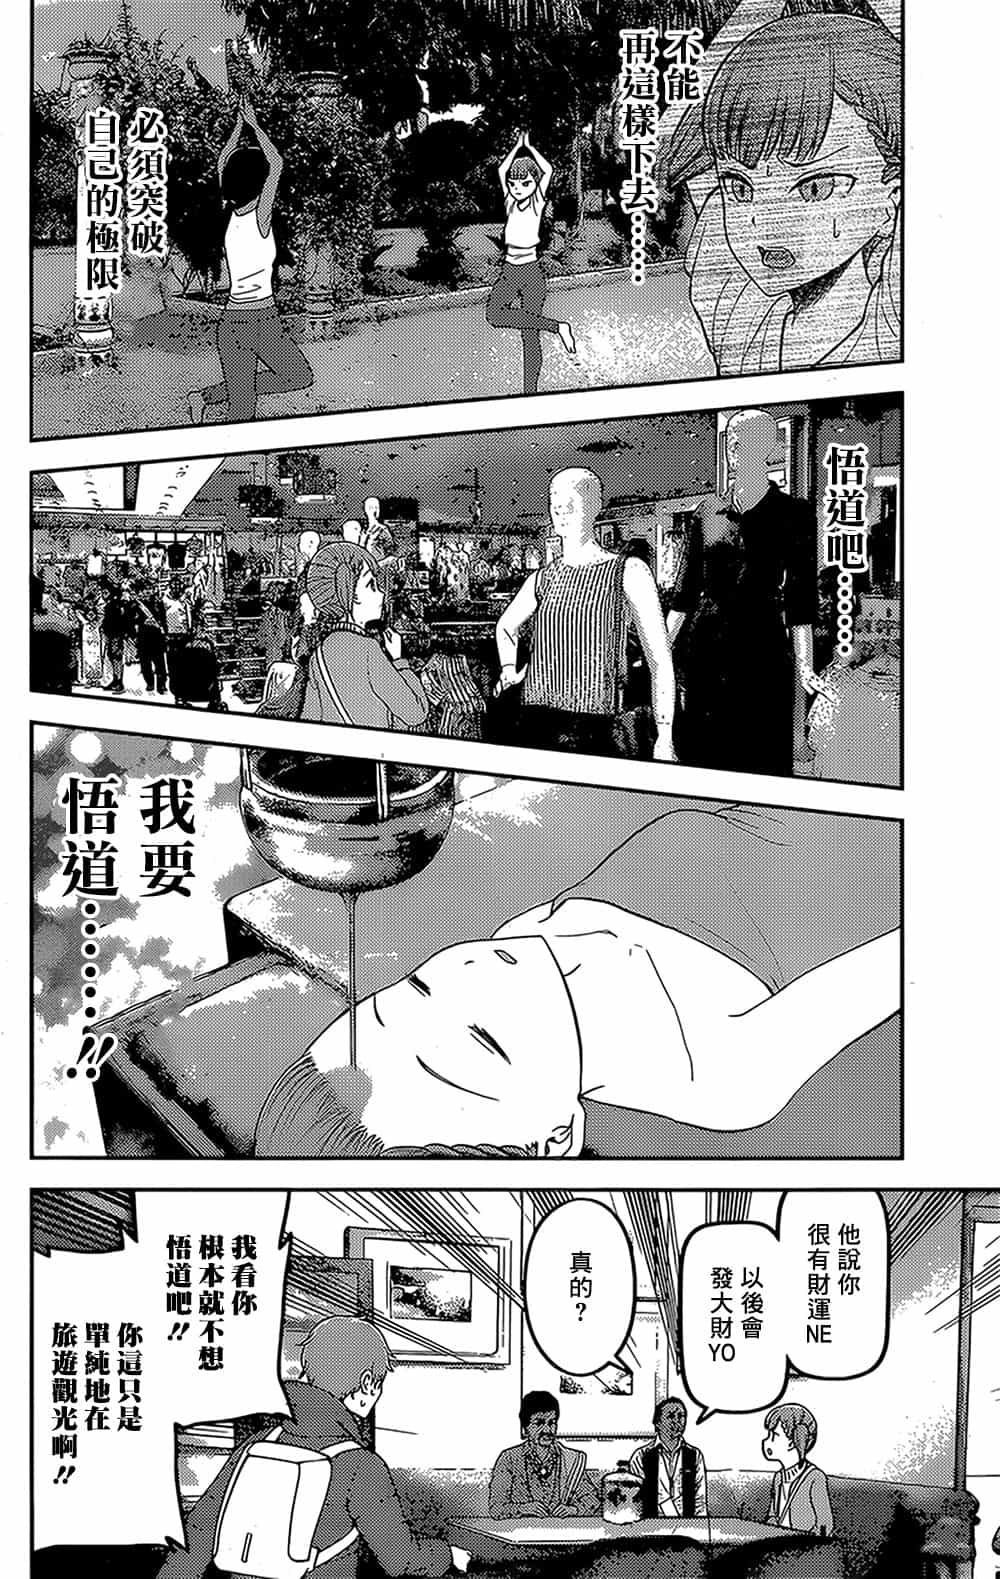 不能
再這樣下去……
必須突破
自己的極限
悟道吧……
我要
悟道……!!
他說你
很有財運NE
以後會
發大財
YO
真的？
我看你
根本就不想
悟道吧!!
你這只是
單純地在
旅遊觀光啊!!